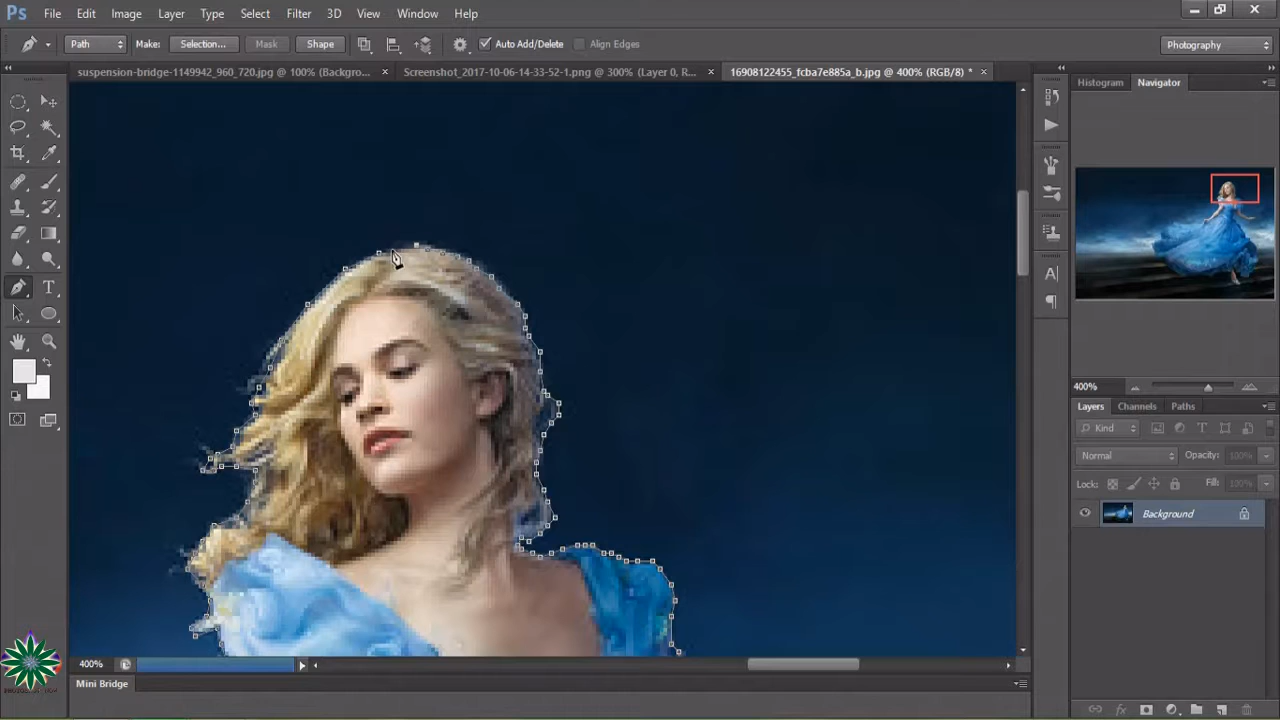 Ps File Edit Image Layer Type Select Filter 3D View Window Help
Path Make: Selection... Mask Shape Auto Add/Delete Align Edges Photography
suspension-bridge-1149942_960_720.jpg @ 100% (Backgro... × Screenshot_2017-10-06-14-33-52-1.png @ 300% (Layer 0, R... × 16908122455_fcba7e885a_b.jpg @ 400% (RGB/8) * ×
Histogram Navigator
400%
Layers Channels Paths
Kind
Normal Opacity: 100%
Lock: Fill: 100%
Background
400%
Mini Bridge